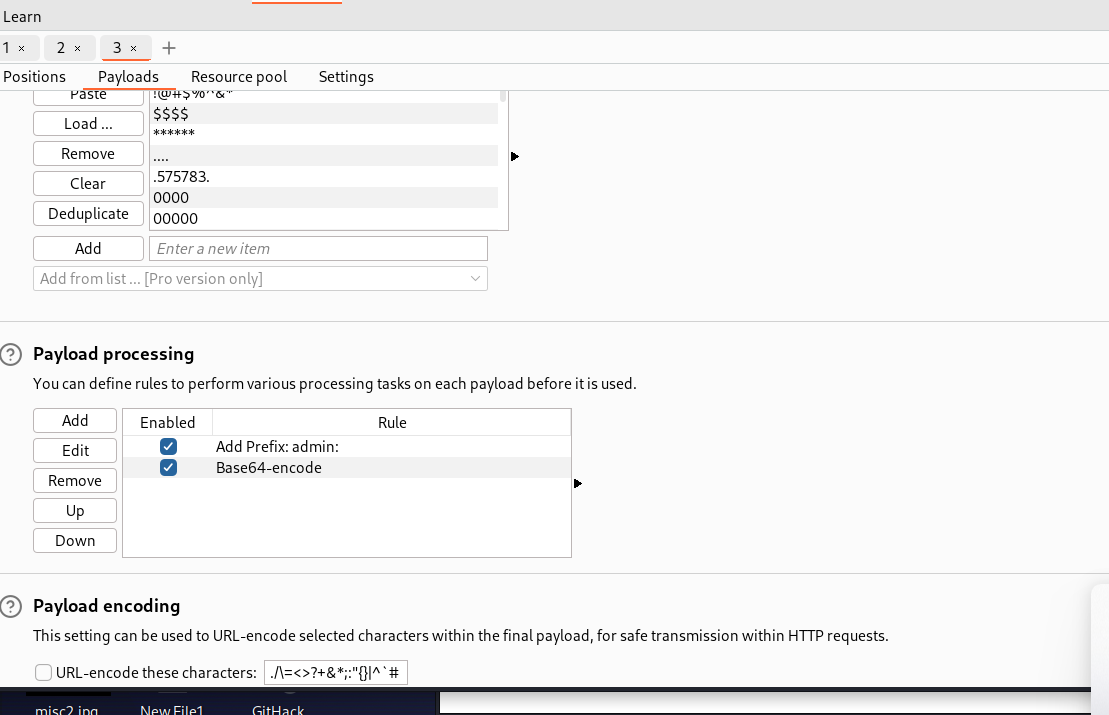 Learn
1 × 2 × 3 × +
Positions Payloads Resource pool Settings
Paste !@#$%^&*
$$$$
Load ... ******
Remove ....
.575783.
Clear 0000
Deduplicate 00000
Add Enter a new item
Add from list ... [Pro version only]
? Payload processing
You can define rules to perform various processing tasks on each payload before it is used.
Add Enabled Rule
Edit Add Prefix: admin:
Remove Base64-encode
Up
Down
? Payload encoding
This setting can be used to URL-encode selected characters within the final payload, for safe transmission within HTTP requests.
URL-encode these characters: ./\=<>?+&*;:"{}|^`#
misc2.jpg New File1 GitHack